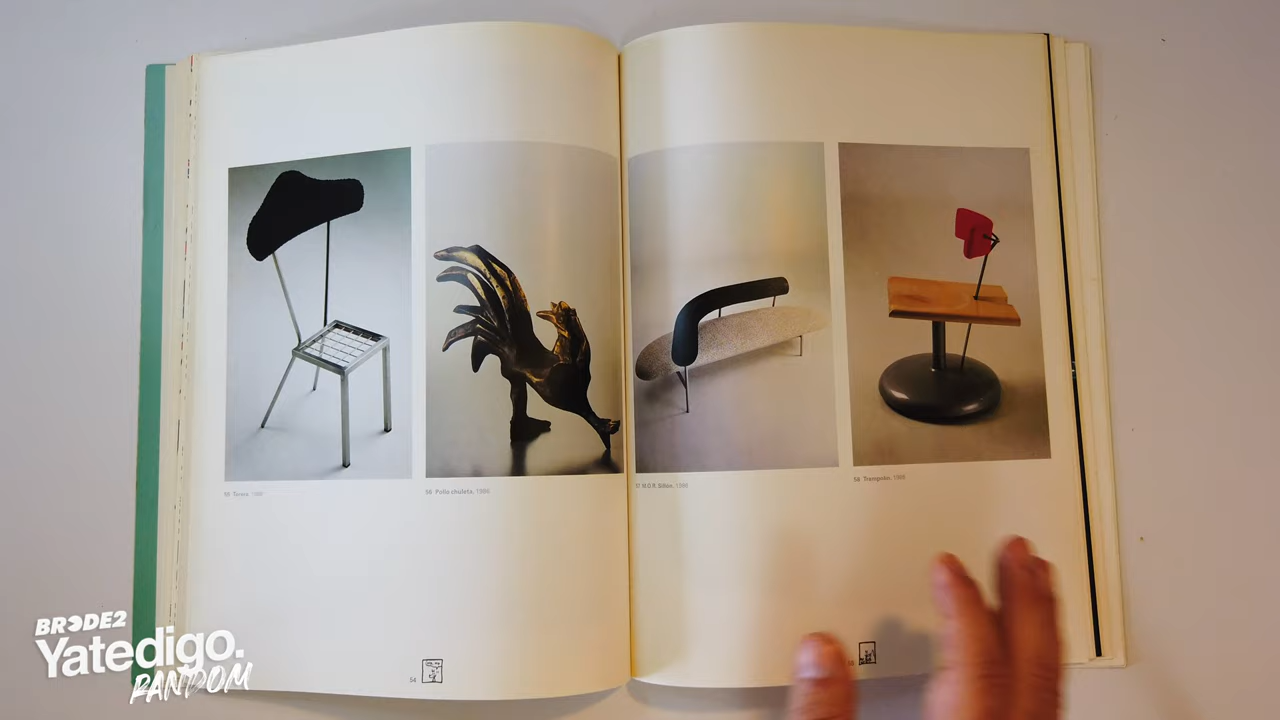 56 Pollo chuleta. 1986
57 M.O.R. Sillón. 1986
58 Trampolín. 1986
54
BRODE2
Yatedigo.
RANDOM